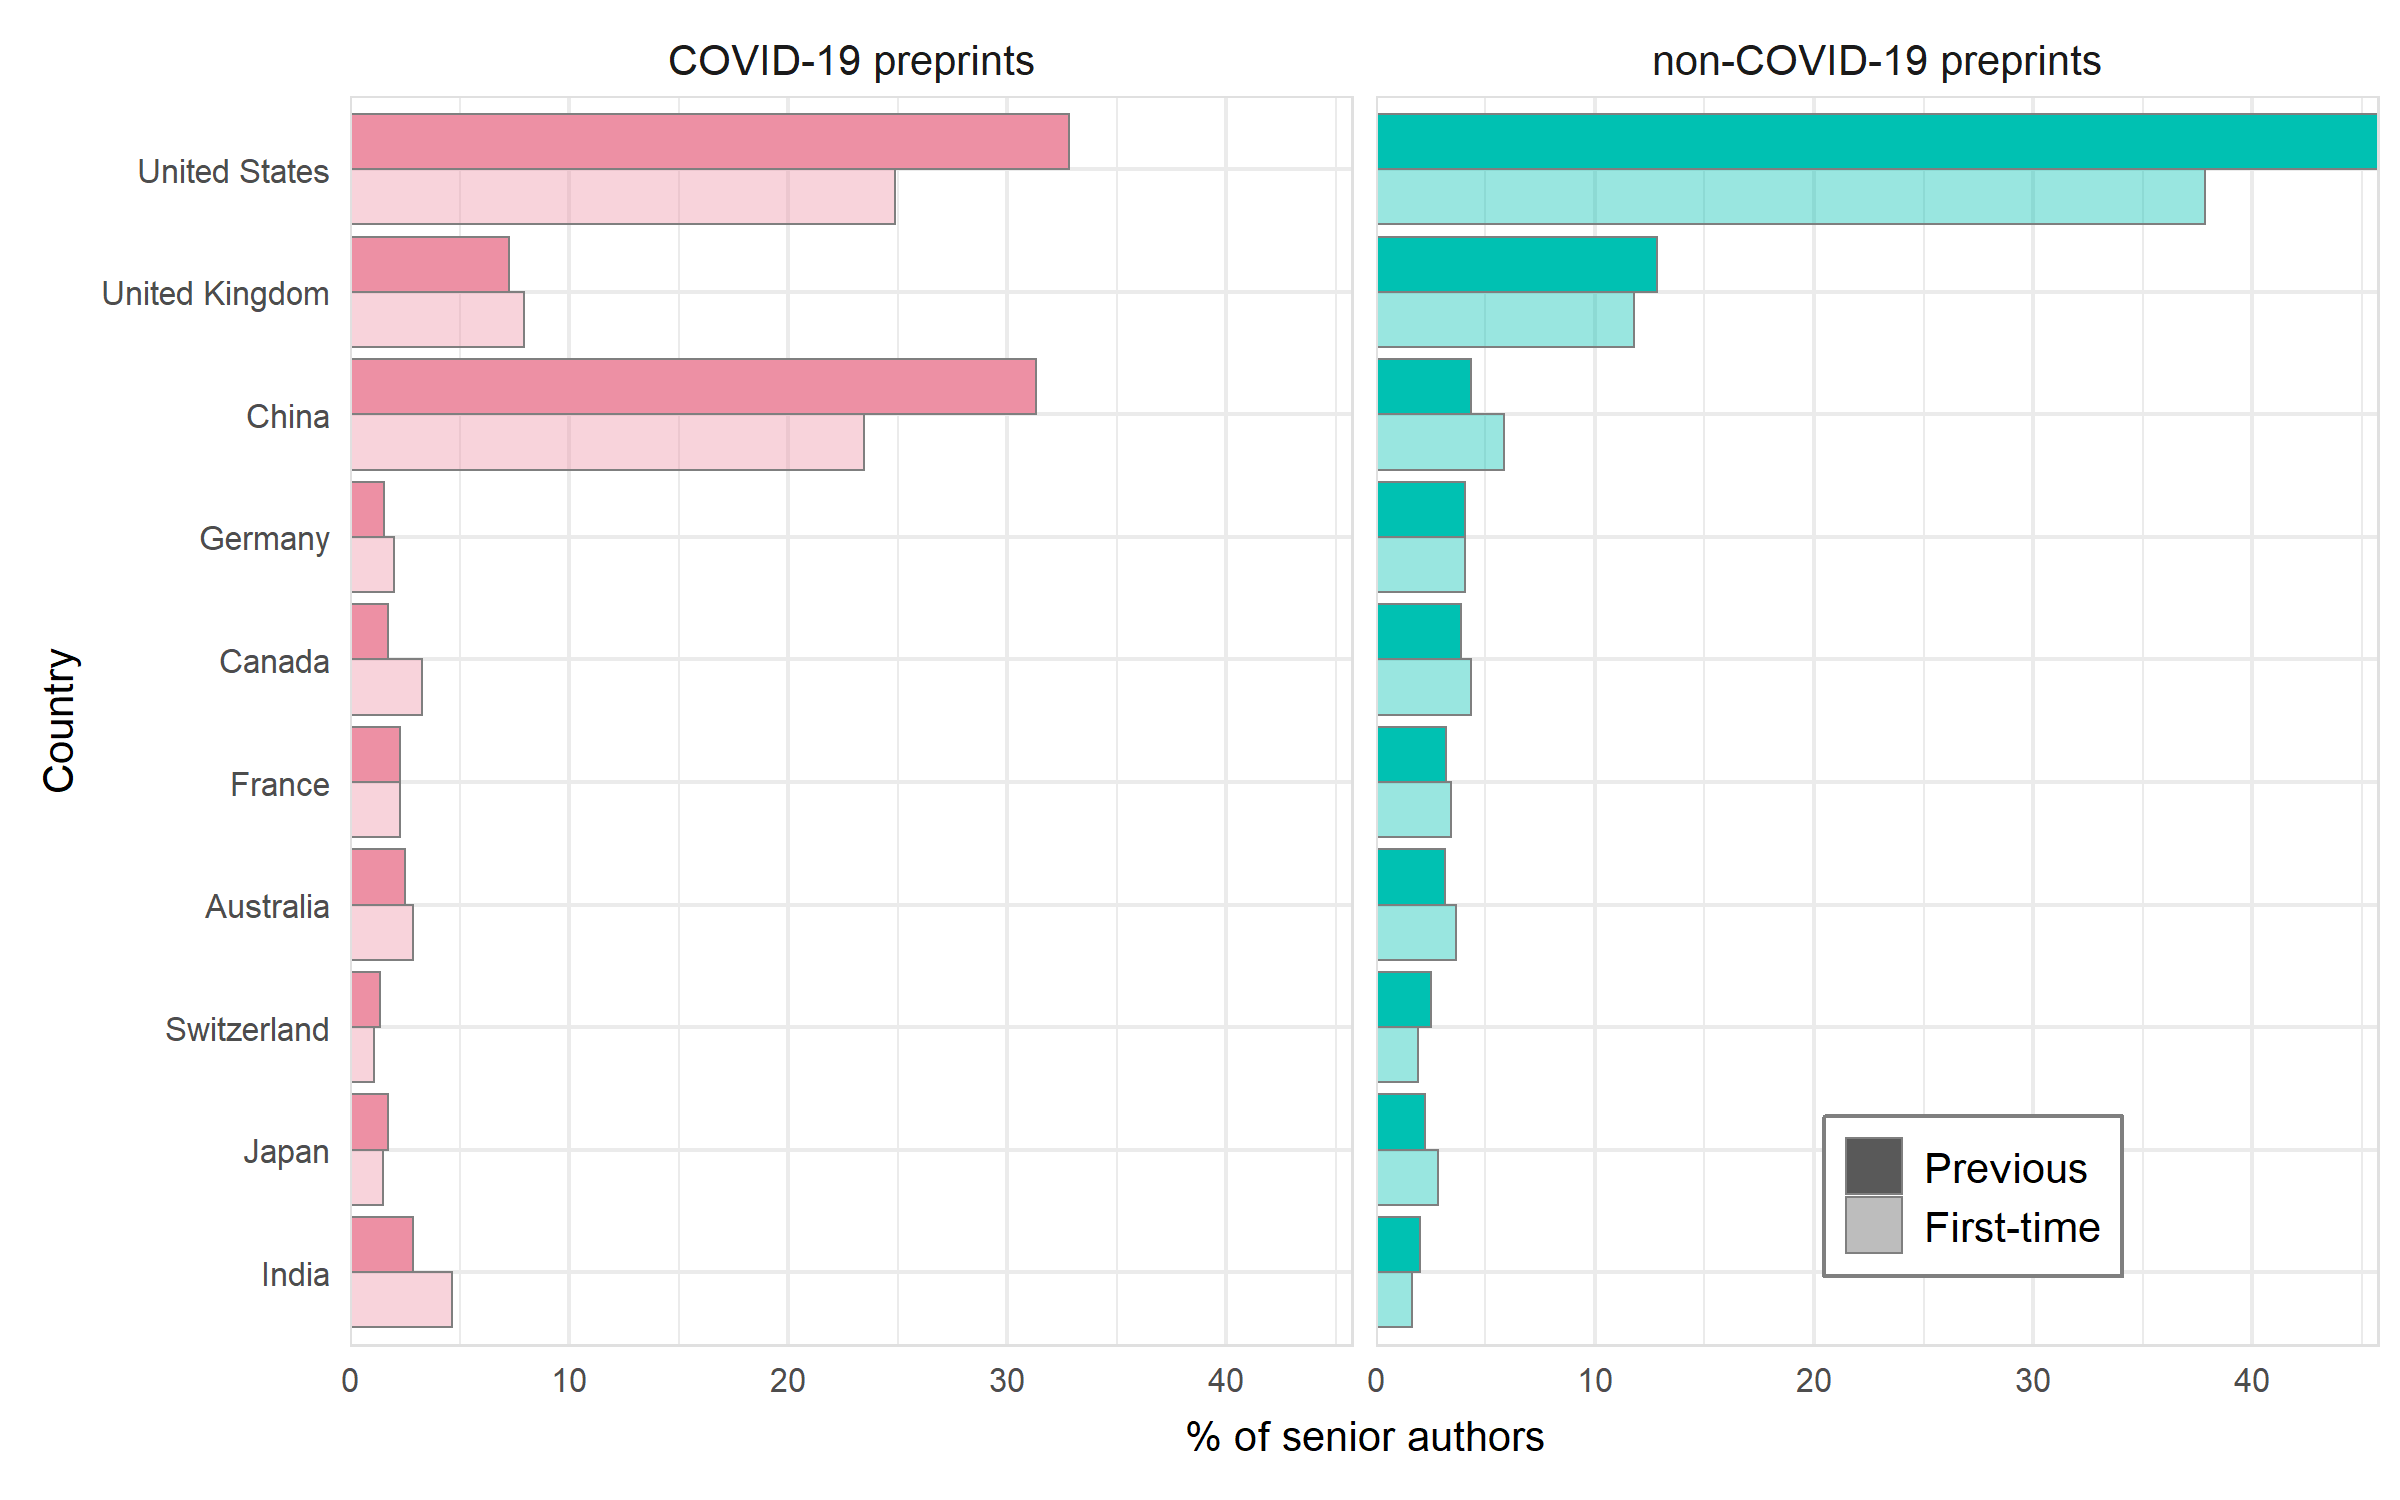 COVID-19 preprints
non-COVID-19 preprints
United States
United Kingdom
China
Germany
Canada
France
Australia
Switzerland
Japan
India
Country
Previous
First-time
0 10 20 30 40
0 10 20 30 40
% of senior authors